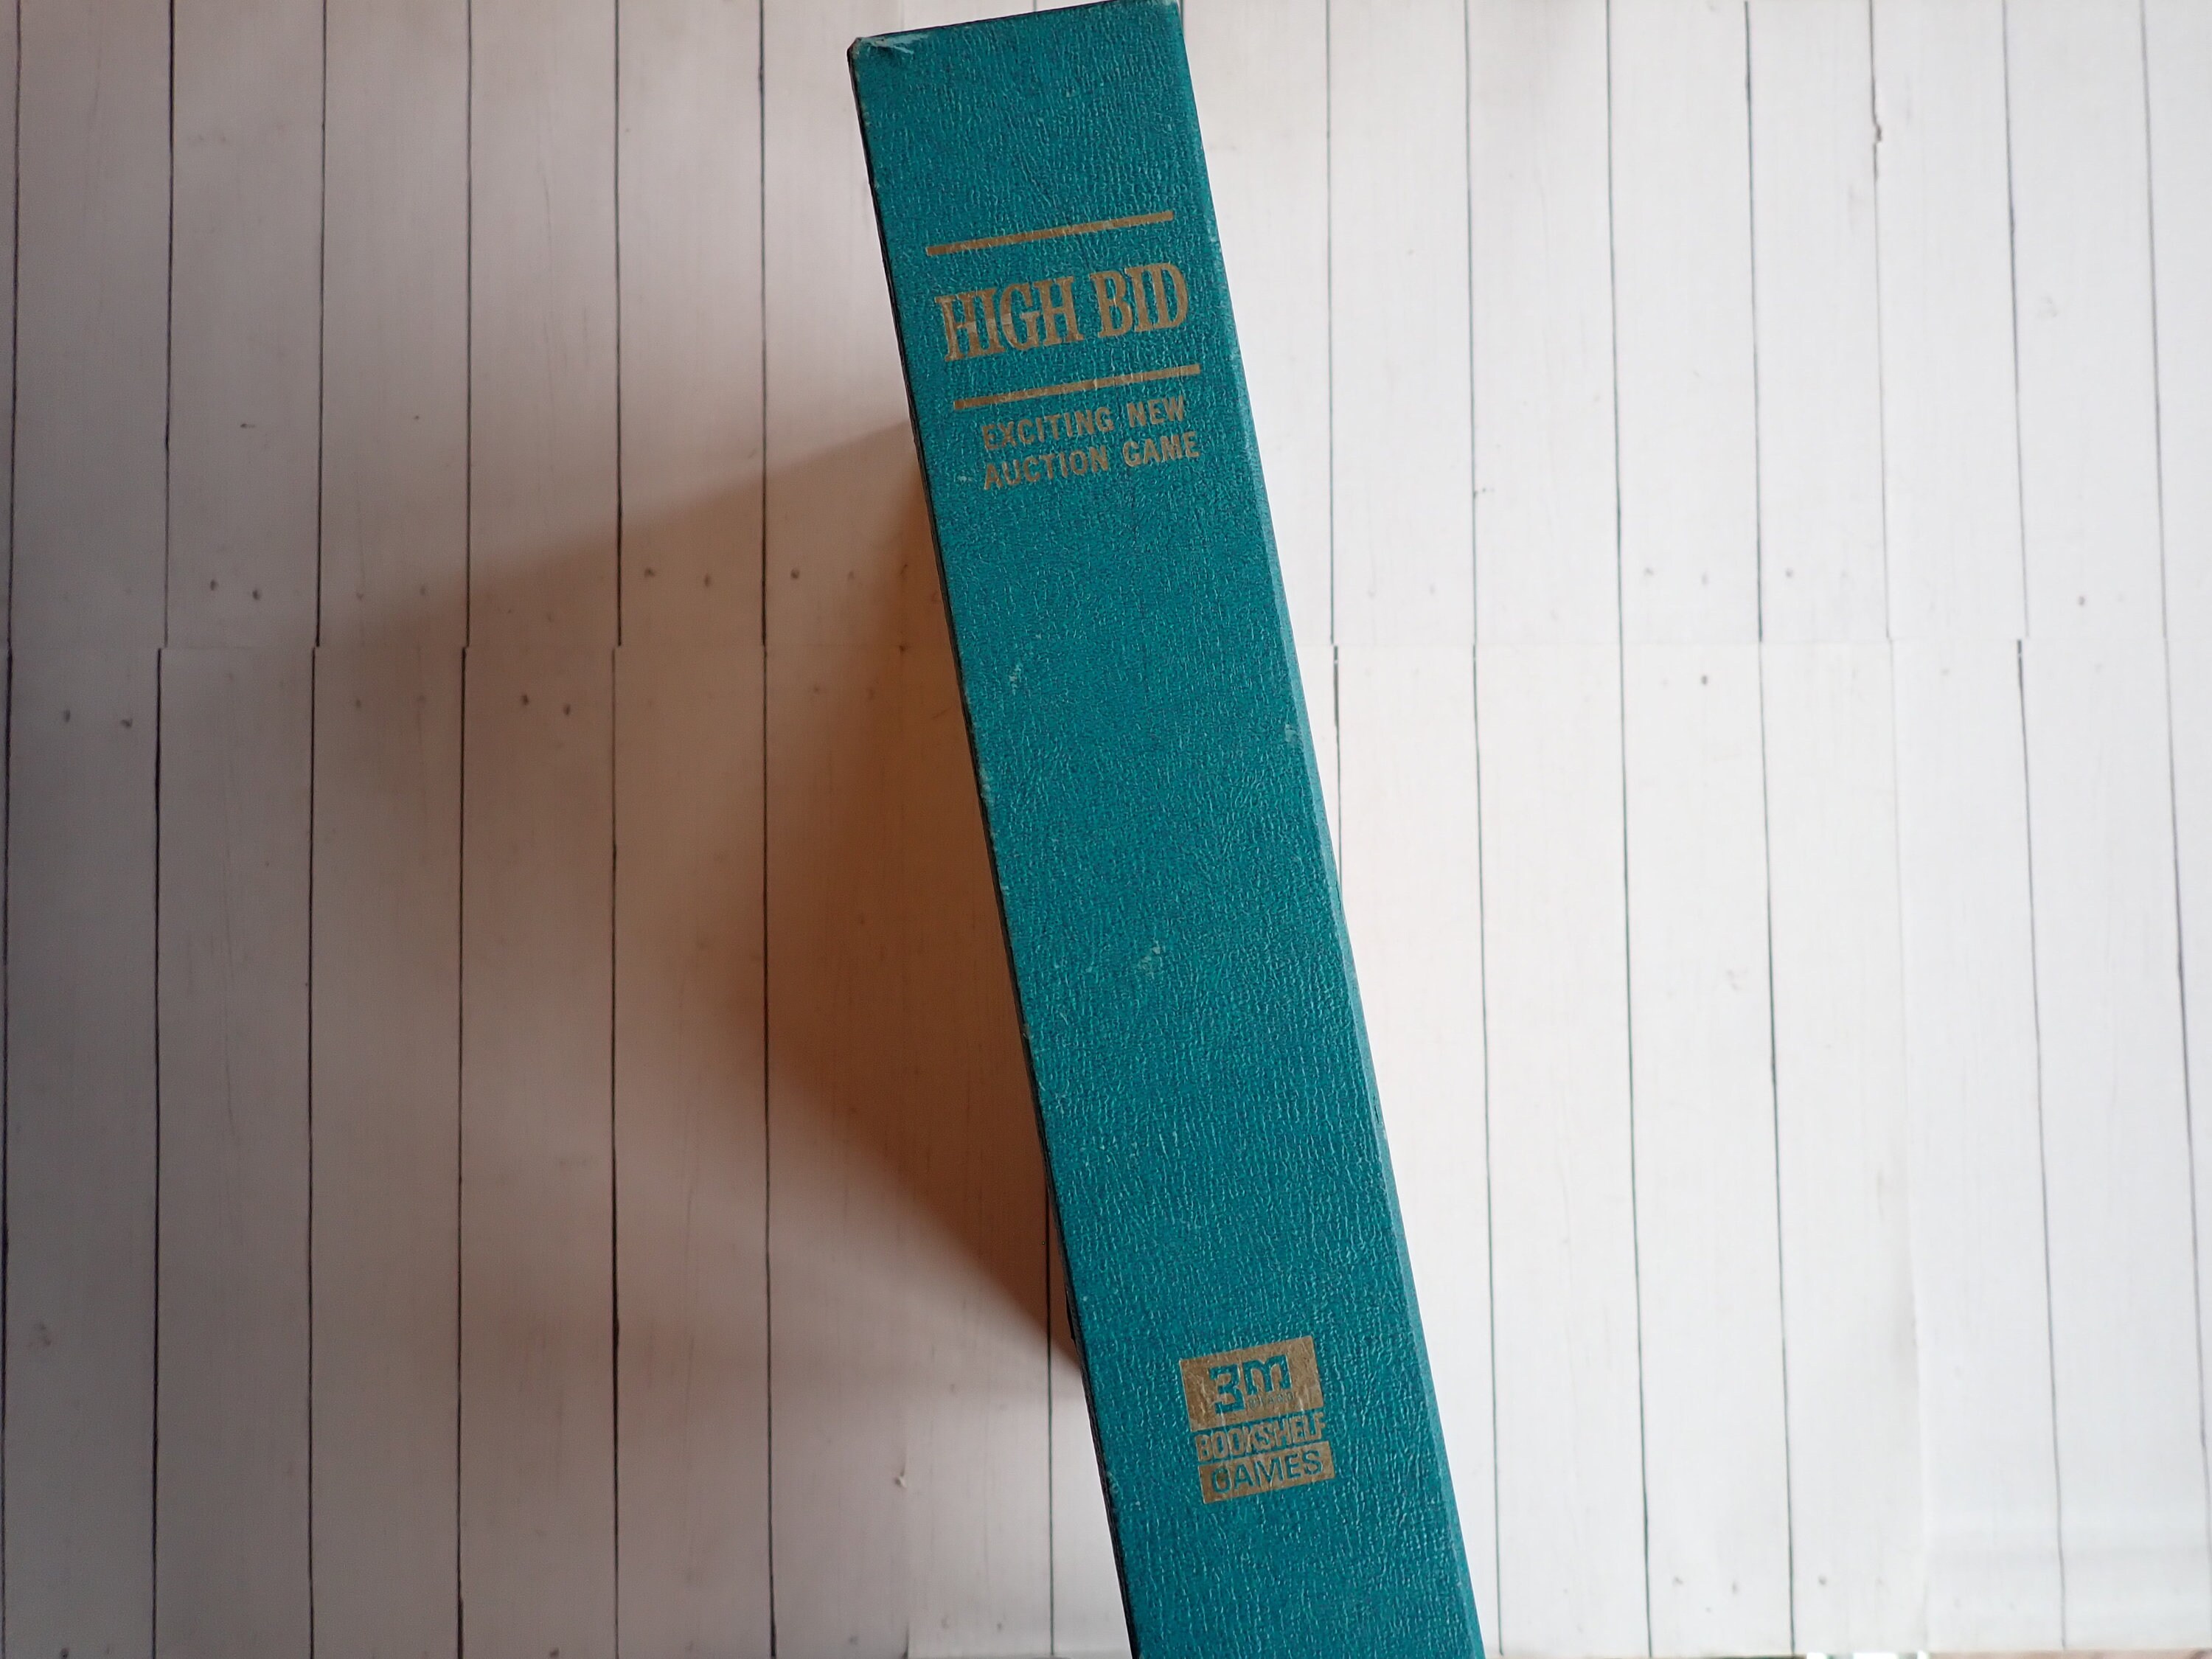 HIGH BID
EXCITING NEW
AUCTION GAME
3M
BOOKSHELF
GAMES